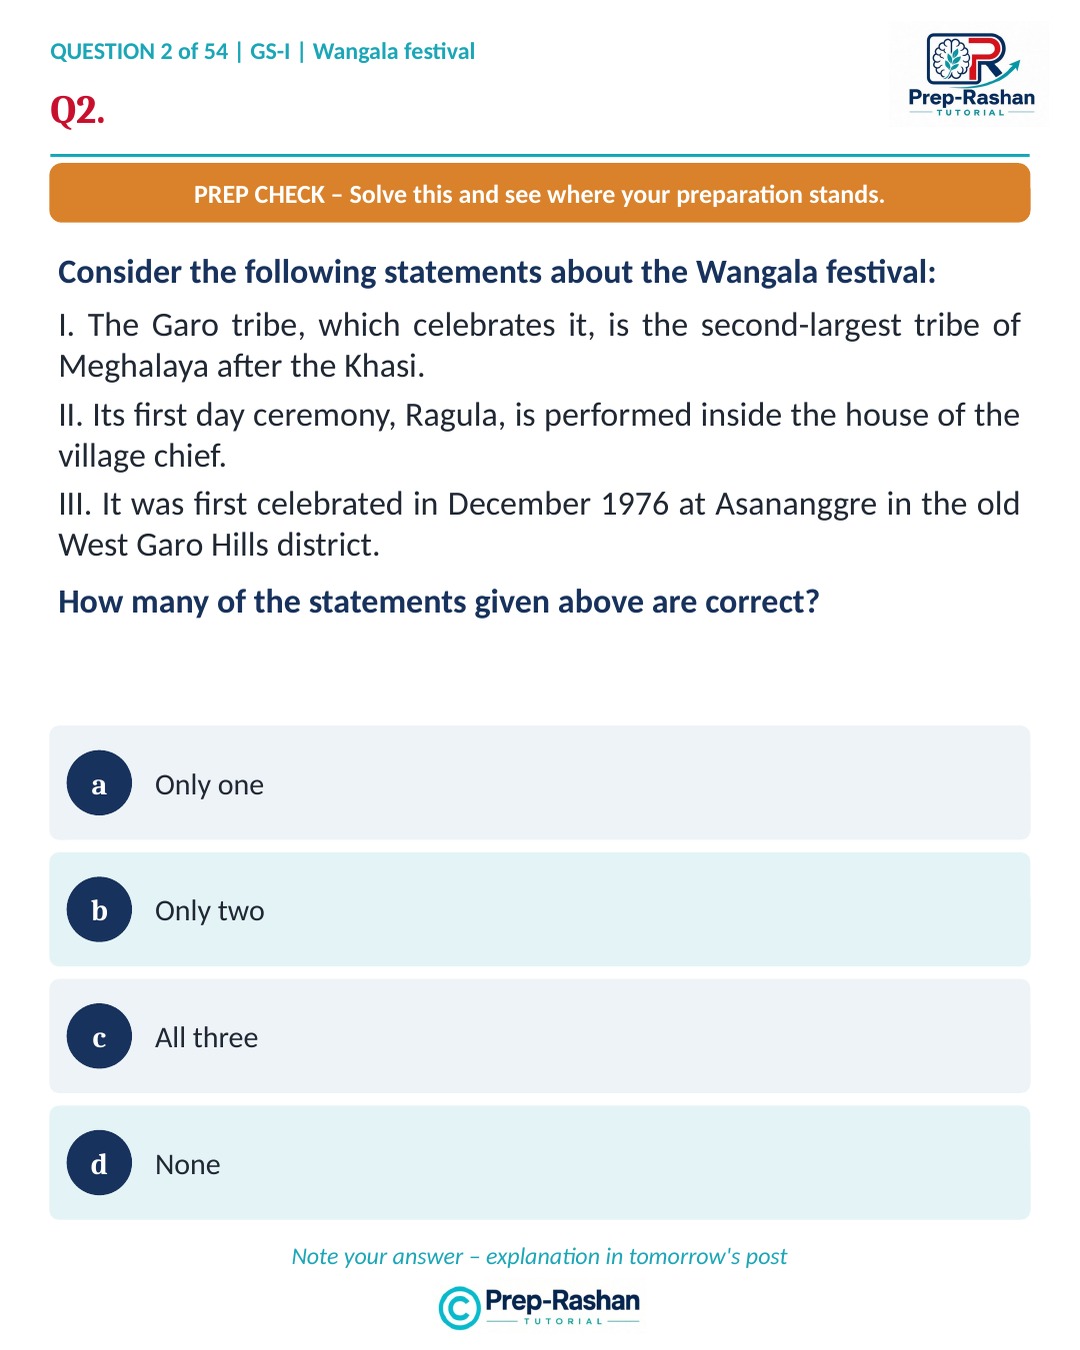 QUESTION 2 of 54 | GS-I | Wangala festival
Q2.
Prep-Rashan
TUTORIAL
PREP CHECK – Solve this and see where your preparation stands.
Consider the following statements about the Wangala festival:
I. The Garo tribe, which celebrates it, is the second-largest tribe of
Meghalaya after the Khasi.
II. Its first day ceremony, Ragula, is performed inside the house of the
village chief.
III. It was first celebrated in December 1976 at Asananggre in the old
West Garo Hills district.
How many of the statements given above are correct?
a Only one
b Only two
c All three
d None
Note your answer – explanation in tomorrow's post
© Prep-Rashan
TUTORIAL